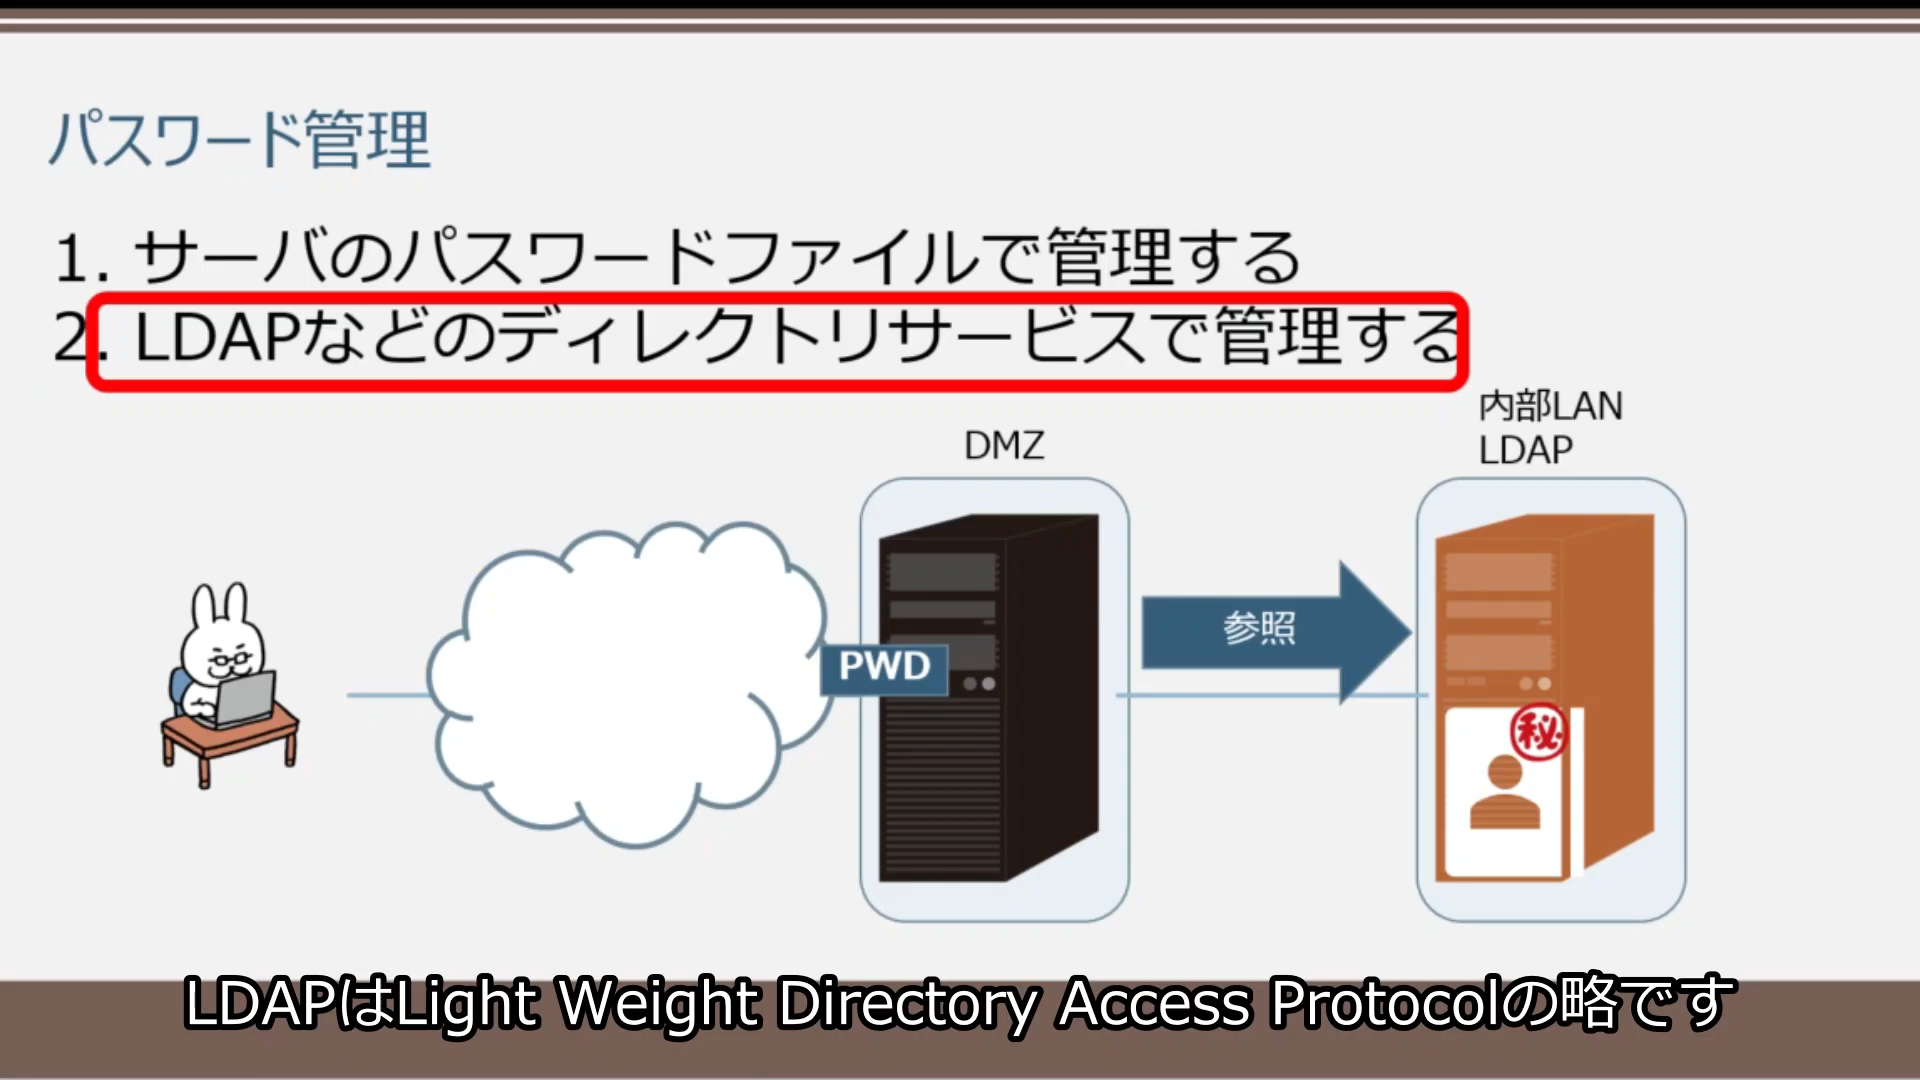 パスワード管理
1. サーバのパスワードファイルで管理する
2. LDAPなどのディレクトリサービスで管理する
内部LAN
LDAP
DMZ
参照
PWD
秘
LDAPはLight Weight Directory Access Protocolの略です